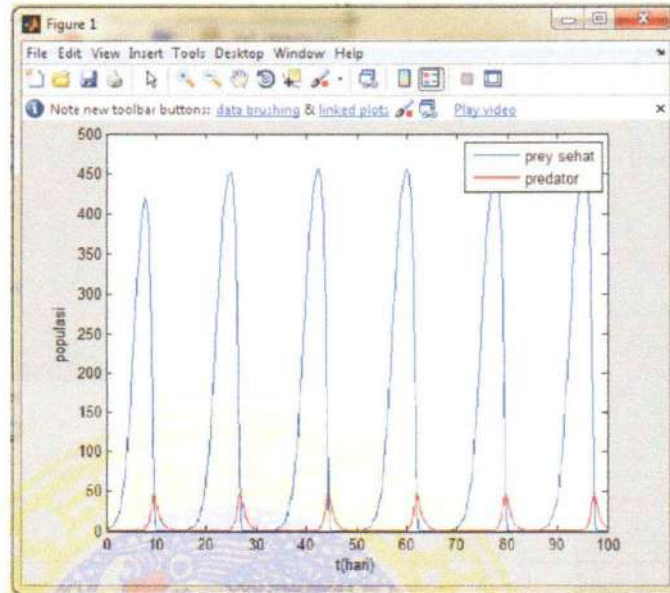 Figure 1
File Edit View Insert Tools Desktop Window Help
Note new toolbar buttons: data brushing & linked plots Play video
500
450
400
350
300
250
200
150
100
50
0
populasi
prey sehat
predator
0 10 20 30 40 50 60 70 80 90 100
t(hari)